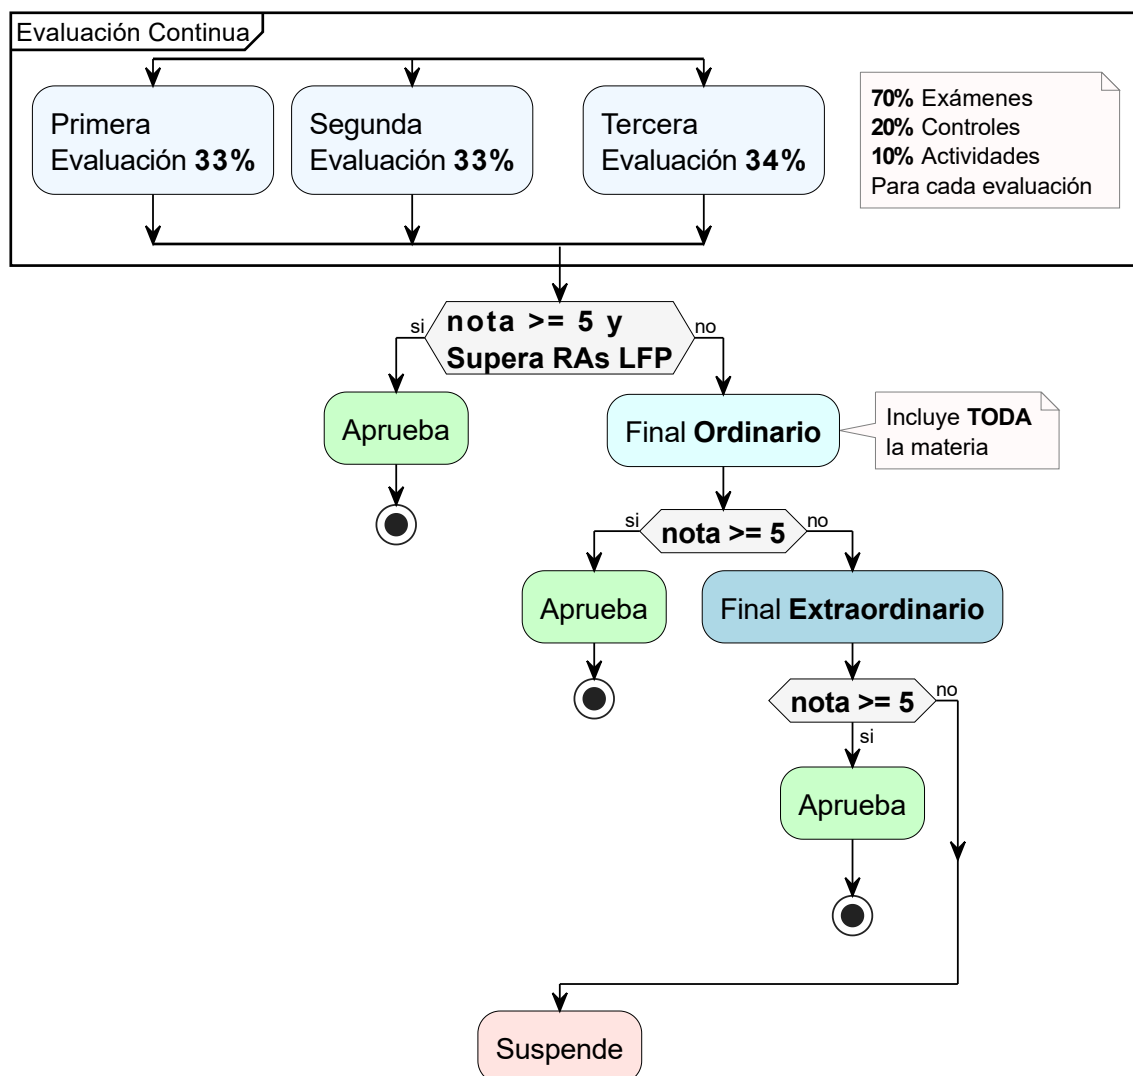 Evaluación Continua
Primera
Evaluación 33%
Segunda
Evaluación 33%
Tercera
Evaluación 34%
70% Exámenes
20% Controles
10% Actividades
Para cada evaluación
si
nota >= 5 y
Supera RAs LFP
no
Aprueba
Final Ordinario
Incluye TODA
la materia
si
nota >= 5
no
Aprueba
Final Extraordinario
nota >= 5
no
si
Aprueba
Suspende